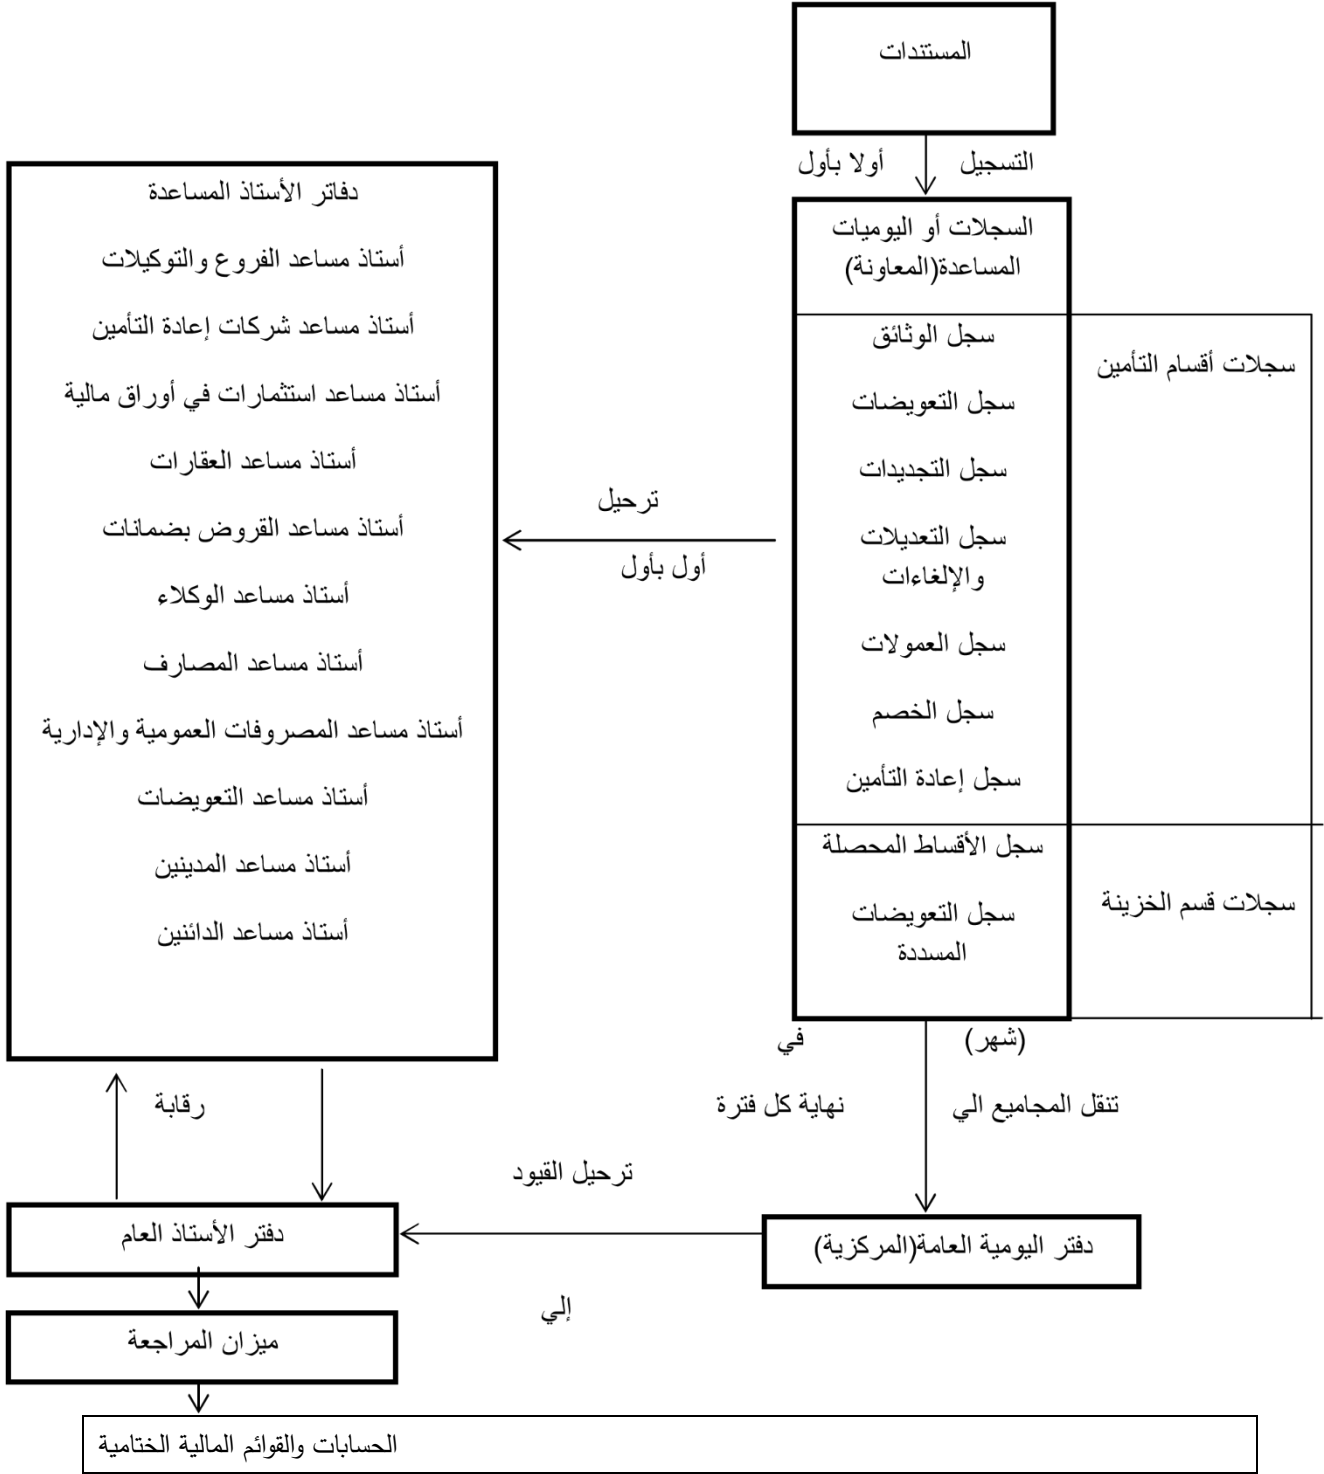 المستندات
التسجيل
أولا بأول
السجلات أو اليوميات
المساعدة(المعاونة)
سجلات أقسام التأمين
سجل الوثائق
سجل التعويضات
سجل التجديدات
سجل التعديلات
والإلغاءات
سجل العمولات
سجل الخصم
سجل إعادة التأمين
سجلات قسم الخزينة
سجل الأقساط المحصلة
سجل التعويضات
المسددة
ترحيل
أول بأول
دفاتر الأستاذ المساعدة
أستاذ مساعد الفروع والتوكيلات
أستاذ مساعد شركات إعادة التأمين
أستاذ مساعد استثمارات في أوراق مالية
أستاذ مساعد العقارات
أستاذ مساعد القروض بضمانات
أستاذ مساعد الوكلاء
أستاذ مساعد المصارف
أستاذ مساعد المصروفات العمومية والإدارية
أستاذ مساعد التعويضات
أستاذ مساعد المدينين
أستاذ مساعد الدائنين
(شهر) في
تنقل المجاميع الي نهاية كل فترة
رقابة
ترحيل القيود
إلي
دفتر اليومية العامة(المركزية)
دفتر الأستاذ العام
ميزان المراجعة
الحسابات والقوائم المالية الختامية